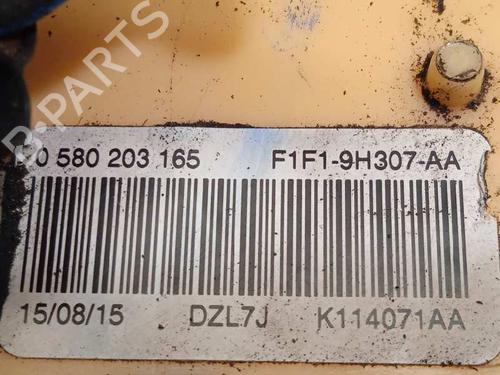 B-PARTS
0 580 203 165 F1F1-9H307-AA
15/08/15 DZL7J K114071AA